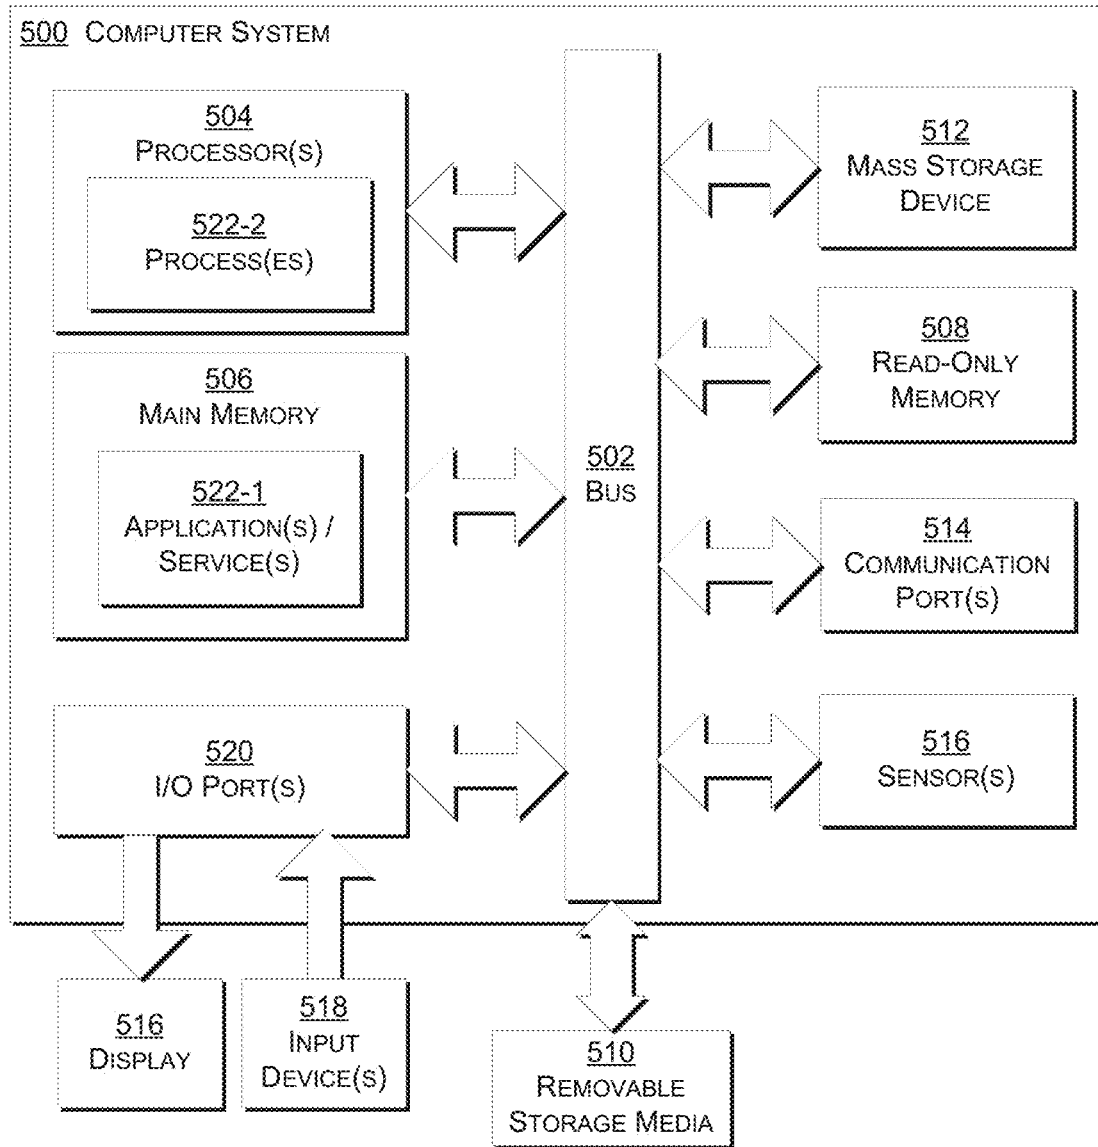 500 COMPUTER SYSTEM
504
PROCESSOR(S)
522-2
PROCESS(ES)
506
MAIN MEMORY
522-1
APPLICATION(S) /
SERVICE(S)
520
I/O PORT(S)
502
BUS
512
MASS STORAGE
DEVICE
508
READ-ONLY
MEMORY
514
COMMUNICATION
PORT(S)
516
SENSOR(S)
516
DISPLAY
518
INPUT
DEVICE(S)
510
REMOVABLE
STORAGE MEDIA